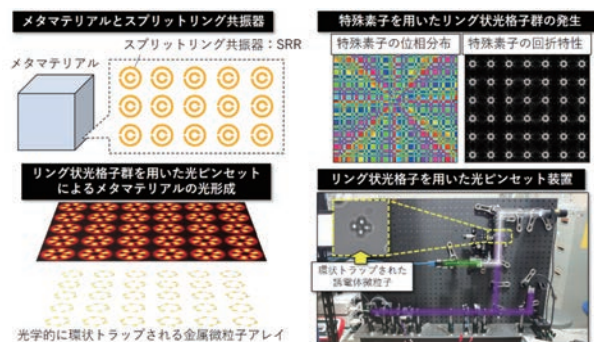 メタマテリアルとスプリットリング共振器
スプリットリング共振器:SRR
メタマテリアル
特殊素子を用いたリング状光格子群の発生
特殊素子の位相分布
特殊素子の回折特性
リング状光格子群を用いた光ピンセット
によるメタマテリアルの光形成
光学的に環状トラップされる金属微粒子アレイ
リング状光格子を用いた光ピンセット装置
環状トラップされた
誘電体微粒子